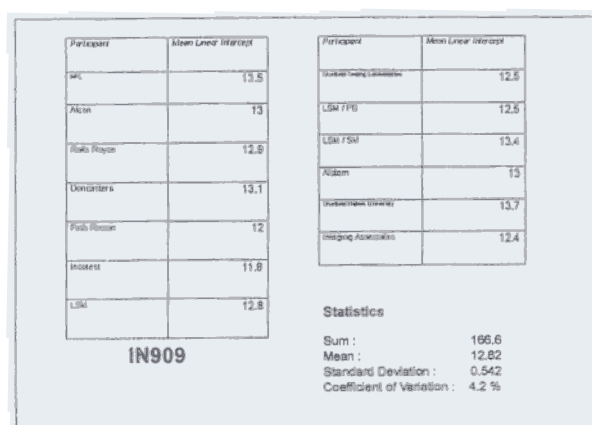 Participant Mean Linear Intercept
NPL 13.5
Alcan 13
Rolls Royce 12.9
Doncasters 13.1
12
Incotest 11.8
LSM 12.8
IN909
Participant Mean Linear Intercept
12.5
LSM / PB 12.5
LSM / SM 13.4
Alstom 13
13.7
Imaging Associates 12.4
Statistics
Sum : 166.6
Mean : 12.82
Standard Deviation : 0.542
Coefficient of Variation : 4.2 %